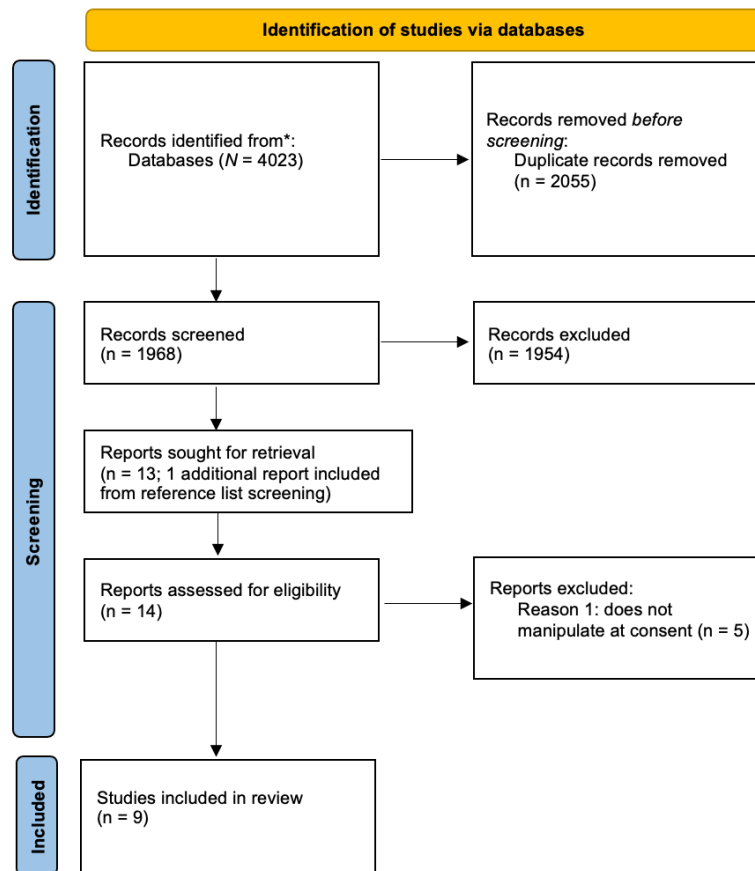 Identification of studies via databases
Identification
Records identified from*:
Databases (N = 4023)
Records removed before
screening:
Duplicate records removed
(n = 2055)
Screening
Records screened
(n = 1968)
Records excluded
(n = 1954)
Reports sought for retrieval
(n = 13; 1 additional report included
from reference list screening)
Reports assessed for eligibility
(n = 14)
Reports excluded:
Reason 1: does not
manipulate at consent (n = 5)
Included
Studies included in review
(n = 9)